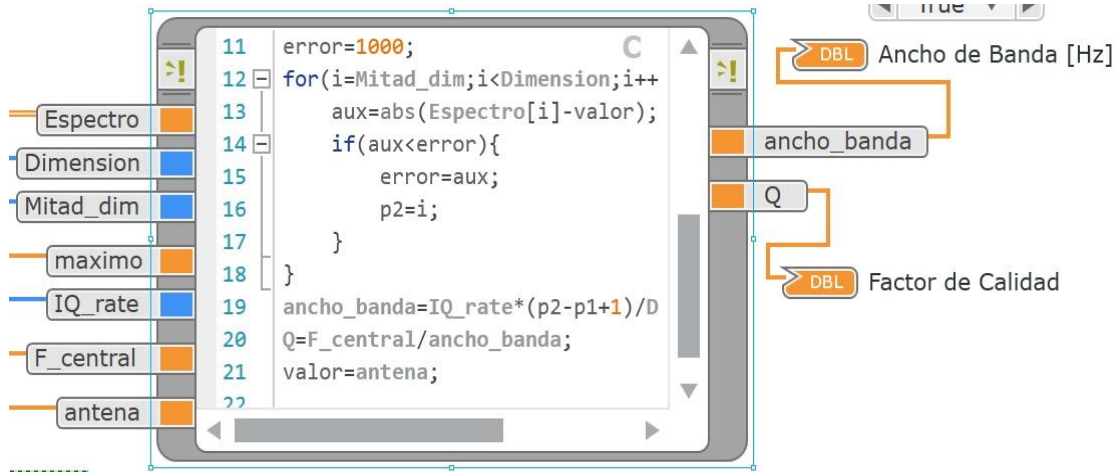 True
DBL Ancho de Banda [Hz]
C
11 error=1000;
12 for(i=Mitad_dim;i<Dimension;i++
13 aux=abs(Espectro[i]-valor);
14 if(aux<error){
15 error=aux;
16 p2=i;
17 }
18 }
19 ancho_banda=IQ_rate*(p2-p1+1)/D
20 Q=F_central/ancho_banda;
21 valor=antena;
22
Espectro
Dimension
Mitad_dim
maximo
IQ_rate
F_central
antena
ancho_banda
Q
DBL Factor de Calidad